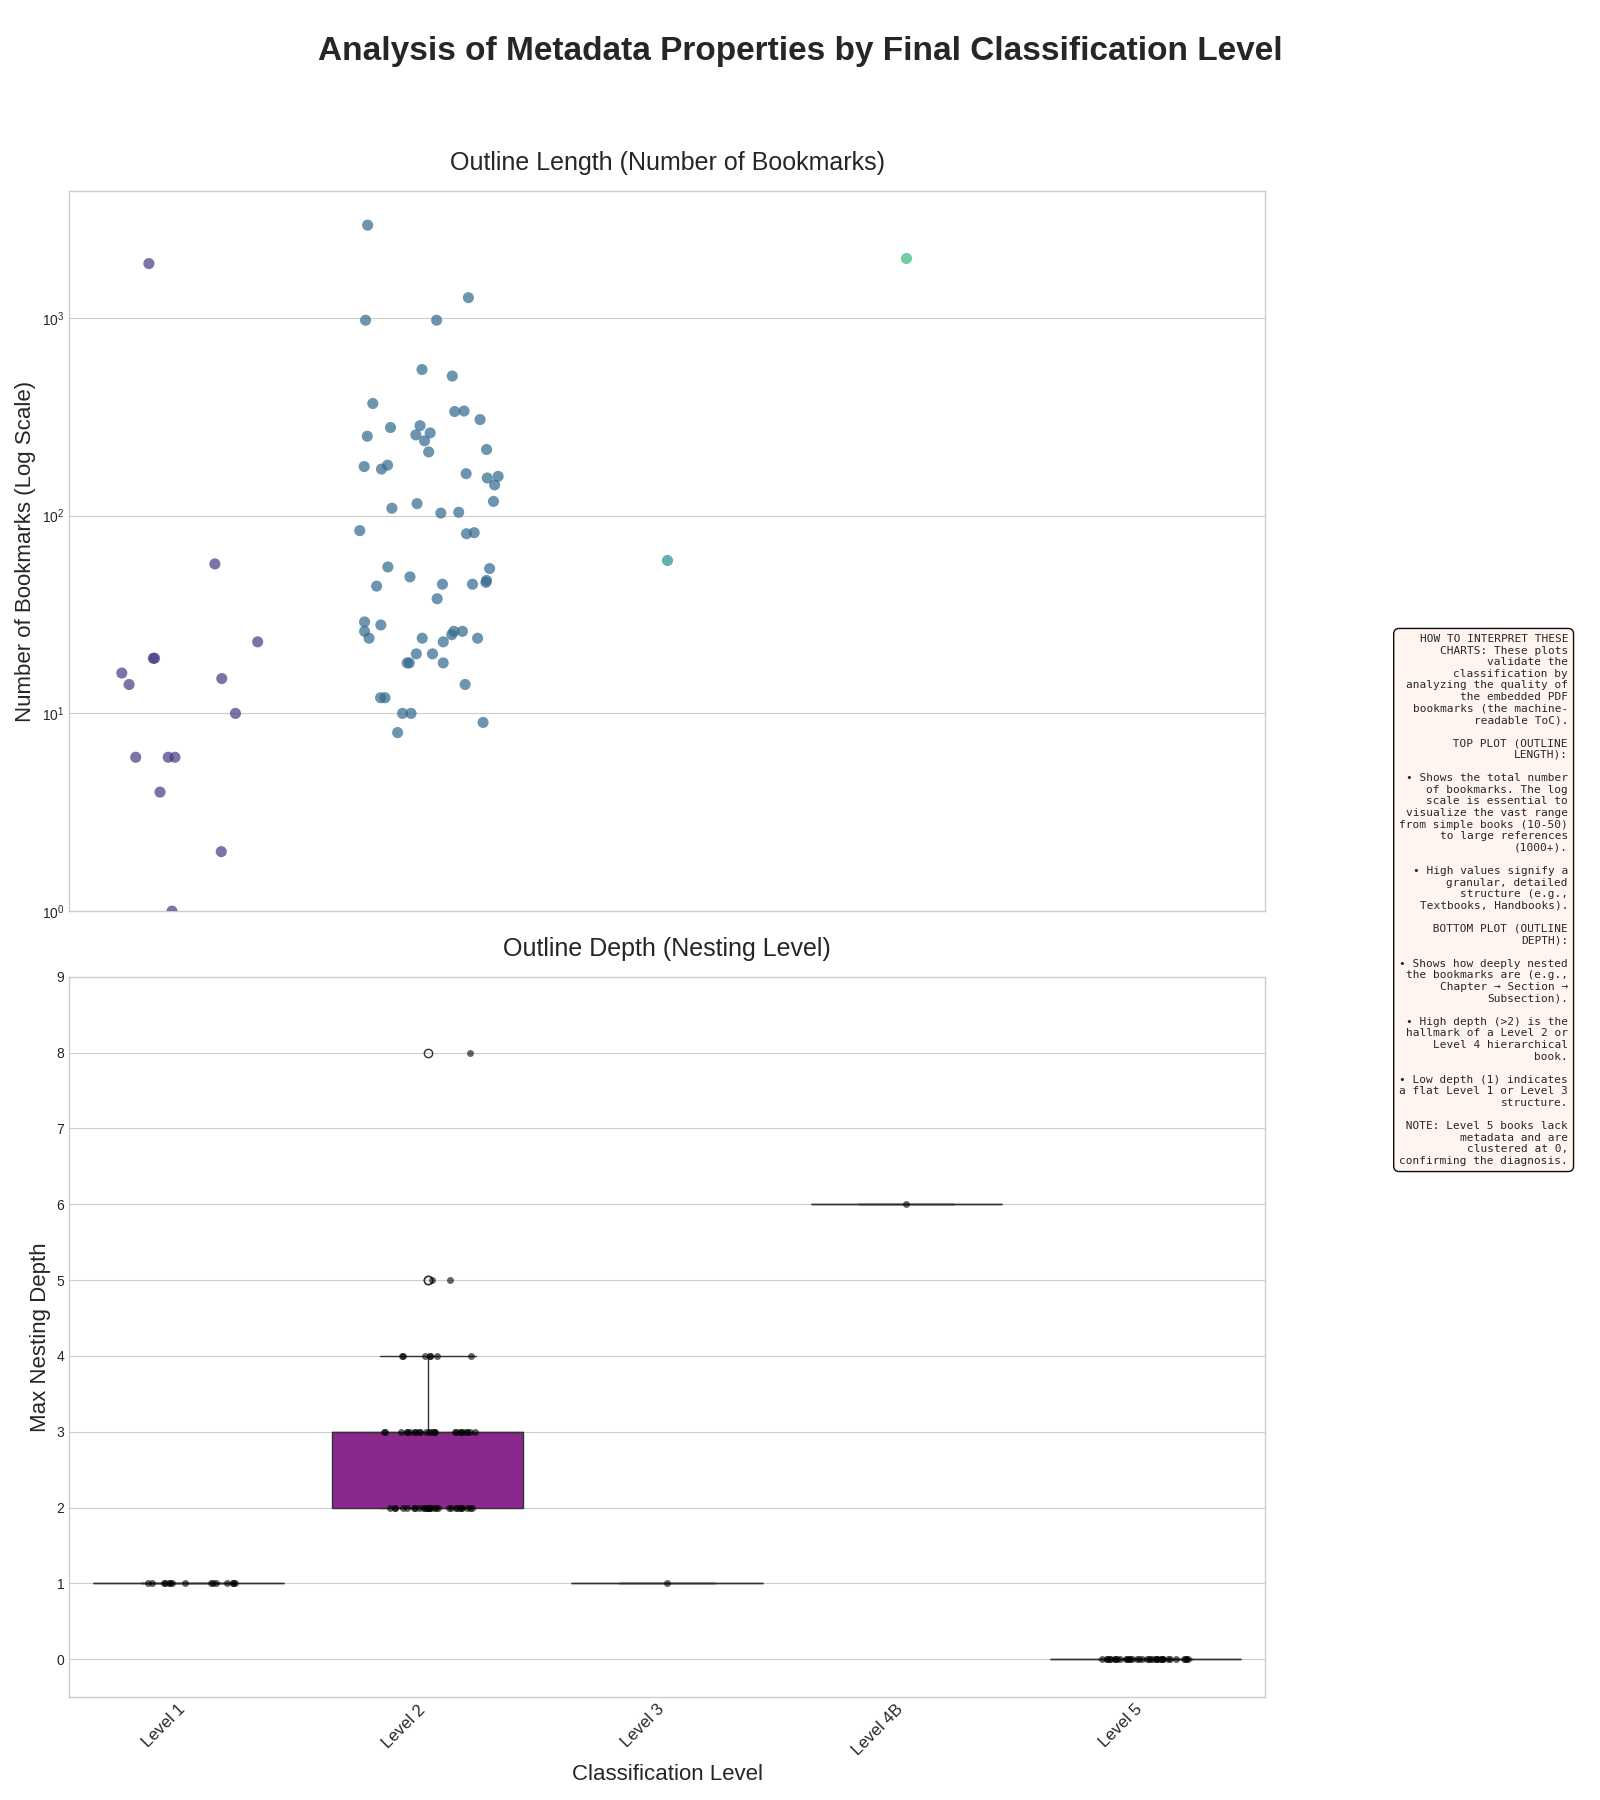 Analysis of Metadata Properties by Final Classification Level
Outline Length (Number of Bookmarks)
Number of Bookmarks (Log Scale)
10³
10²
10¹
10⁰
Outline Depth (Nesting Level)
Max Nesting Depth
9
8
7
6
5
4
3
2
1
0
Level 1
Level 2
Level 3
Level 4B
Level 5
Classification Level
HOW TO INTERPRET THESE
CHARTS: These plots
validate the
classification by
analyzing the quality of
the embedded PDF
bookmarks (the machine-
readable ToC).
TOP PLOT (OUTLINE
LENGTH):
• Shows the total number
of bookmarks. The log
scale is essential to
visualize the vast range
from simple books (10-50)
to large references
(1000+).
• High values signify a
granular, detailed
structure (e.g.,
Textbooks, Handbooks).
BOTTOM PLOT (OUTLINE
DEPTH):
• Shows how deeply nested
the bookmarks are (e.g.,
Chapter → Section →
Subsection).
• High depth (>2) is the
hallmark of a Level 2 or
Level 4 hierarchical
book.
• Low depth (1) indicates
a flat Level 1 or Level 3
structure.
NOTE: Level 5 books lack
metadata and are
clustered at 0,
confirming the diagnosis.